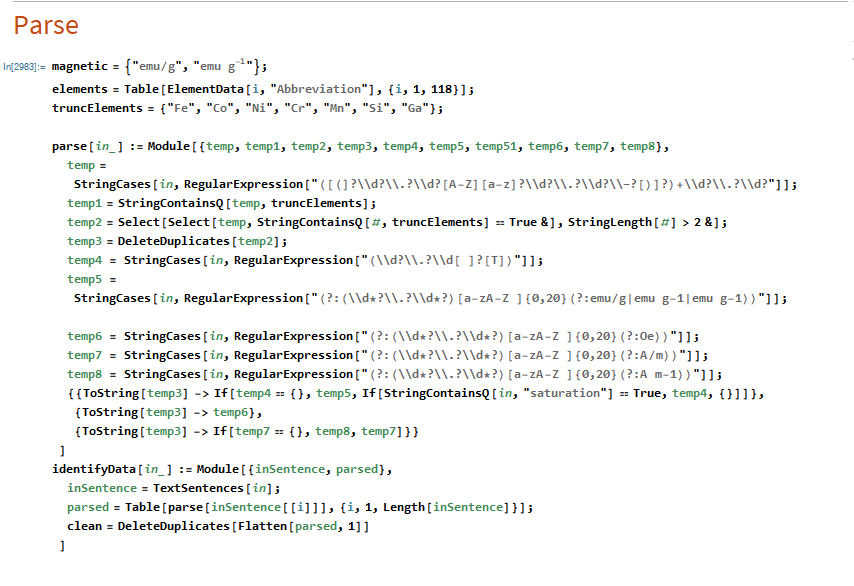 Parse
In[2983]:= magnetic = {"emu/g", "emu g⁻¹"};
elements = Table[ElementData[i, "Abbreviation"], {i, 1, 118}];
truncElements = {"Fe", "Co", "Ni", "Cr", "Mn", "Si", "Ga"};
parse[in_] := Module[{temp, temp1, temp2, temp3, temp4, temp5, temp51, temp6, temp7, temp8},
temp =
StringCases[in, RegularExpression["([(]?\\d?\\.?\\d?[A-Z][a-z]?\\d?\\.?\\d?\\-?[)]?)+\\d?\\.?\\d?"]];
temp1 = StringContainsQ[temp, truncElements];
temp2 = Select[Select[temp, StringContainsQ[#, truncElements] == True &], StringLength[#] > 2 &];
temp3 = DeleteDuplicates[temp2];
temp4 = StringCases[in, RegularExpression["(\\d?\\.?\\d[ ]?[T])"]];
temp5 =
StringCases[in, RegularExpression["(?:(\\d*?\\.?\\d*?)[a-zA-Z ]{0,20}(?:emu/g|emu g-1|emu g-1))"]];
temp6 = StringCases[in, RegularExpression["(?:(\\d*?\\.?\\d*?)[a-zA-Z ]{0,20}(?:Oe))"]];
temp7 = StringCases[in, RegularExpression["(?:(\\d*?\\.?\\d*?)[a-zA-Z ]{0,20}(?:A/m))"]];
temp8 = StringCases[in, RegularExpression["(?:(\\d*?\\.?\\d*?)[a-zA-Z ]{0,20}(?:A m-1))"]];
{{ToString[temp3] -> If[temp4 == {}, temp5, If[StringContainsQ[in, "saturation"] == True, temp4, {}]]},
{ToString[temp3] -> temp6},
{ToString[temp3] -> If[temp7 == {}, temp8, temp7]}}
]
identifyData[in_] := Module[{inSentence, parsed},
inSentence = TextSentences[in];
parsed = Table[parse[inSentence[[i]]], {i, 1, Length[inSentence]}];
clean = DeleteDuplicates[Flatten[parsed, 1]]
]